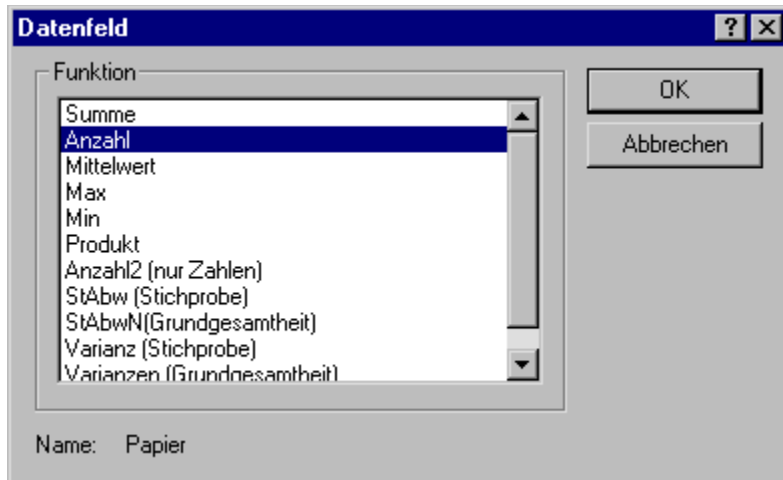 Datenfeld
Funktion
Summe
Anzahl
Mittelwert
Max
Min
Produkt
Anzahl2 (nur Zahlen)
StAbw (Stichprobe)
StAbwN(Grundgesamtheit)
Varianz (Stichprobe)
Varianzen (Grundgesamtheit)
OK
Abbrechen
Name: Papier